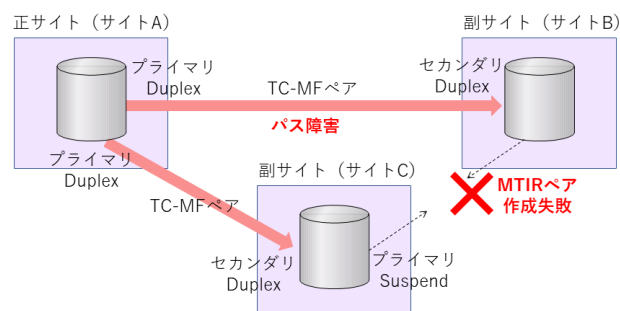 正サイト（サイトA）
副サイト（サイトB）
プライマリ
Duplex
セカンダリ
Duplex
TC-MFペア
パス障害
プライマリ
Duplex
副サイト（サイトC）
MTIRペア
作成失敗
TC-MFペア
セカンダリ
Duplex
プライマリ
Suspend